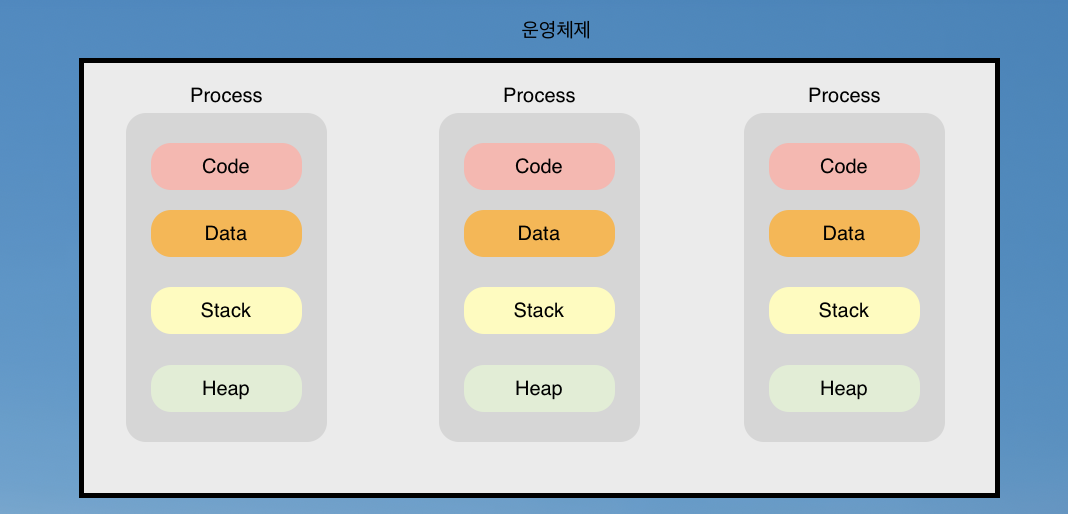 운영체제
Process
Process
Process
Code
Code
Code
Data
Data
Data
Stack
Stack
Stack
Heap
Heap
Heap